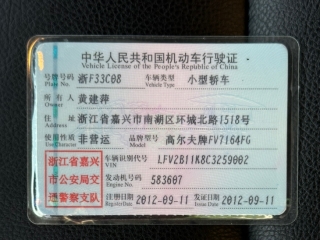 中华人民共和国机动车行驶证
Vehicle License of the People's Republic of China
号牌号码 浙F33C08 车辆类型 小型轿车
Plate No. Vehicle Type
所有人 黄建萍
Owner
住址 浙江省嘉兴市南湖区环城北路1518号
Address
使用性质 非营运 品牌型号 高尔夫牌FV7164FG
Use Character Model
浙江省嘉兴
市公安局交
通警察支队
车辆识别代号 LFV2B11K8C3259002
VIN
发动机号码 583607
Engine No.
注册日期 2012-09-11 发证日期 2012-09-11
Register Date Issue Date